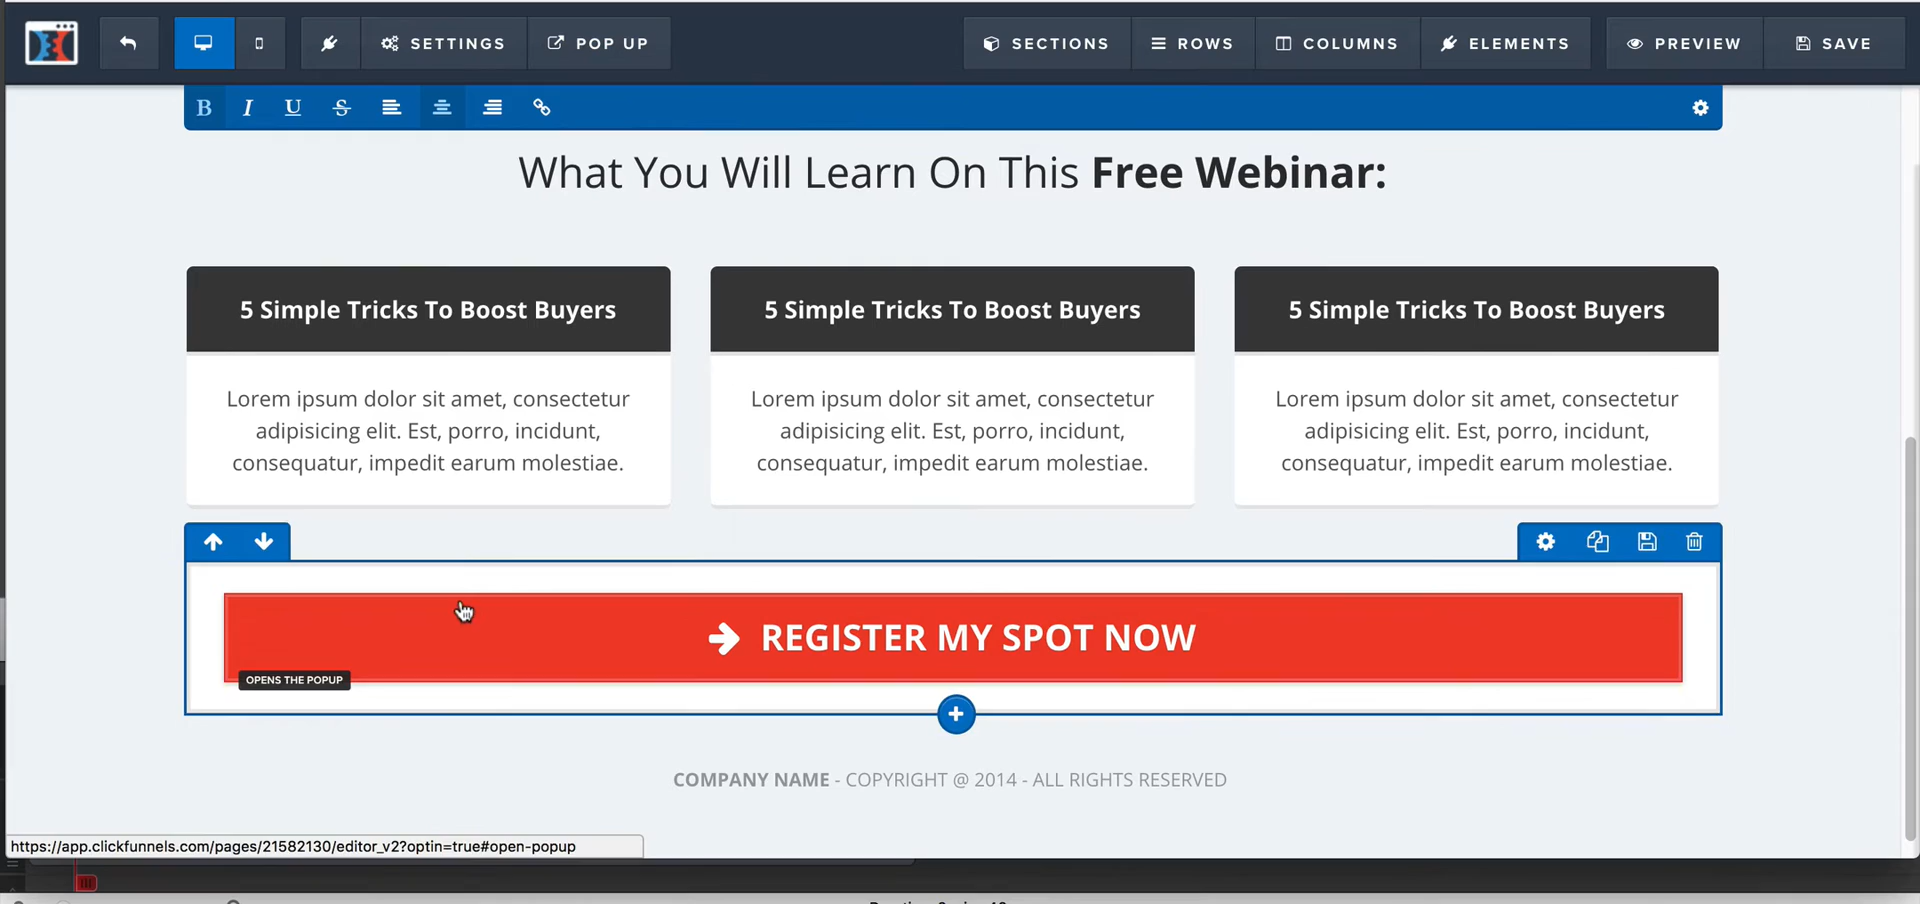 SETTINGS
POP UP
SECTIONS
ROWS
COLUMNS
ELEMENTS
PREVIEW
SAVE
B I U S
What You Will Learn On This Free Webinar:
5 Simple Tricks To Boost Buyers
Lorem ipsum dolor sit amet, consectetur
adipisicing elit. Est, porro, incidunt,
consequatur, impedit earum molestiae.
5 Simple Tricks To Boost Buyers
Lorem ipsum dolor sit amet, consectetur
adipisicing elit. Est, porro, incidunt,
consequatur, impedit earum molestiae.
5 Simple Tricks To Boost Buyers
Lorem ipsum dolor sit amet, consectetur
adipisicing elit. Est, porro, incidunt,
consequatur, impedit earum molestiae.
REGISTER MY SPOT NOW
OPENS THE POPUP
COMPANY NAME - COPYRIGHT @ 2014 - ALL RIGHTS RESERVED
https://app.clickfunnels.com/pages/21582130/editor_v2?optin=true#open-popup